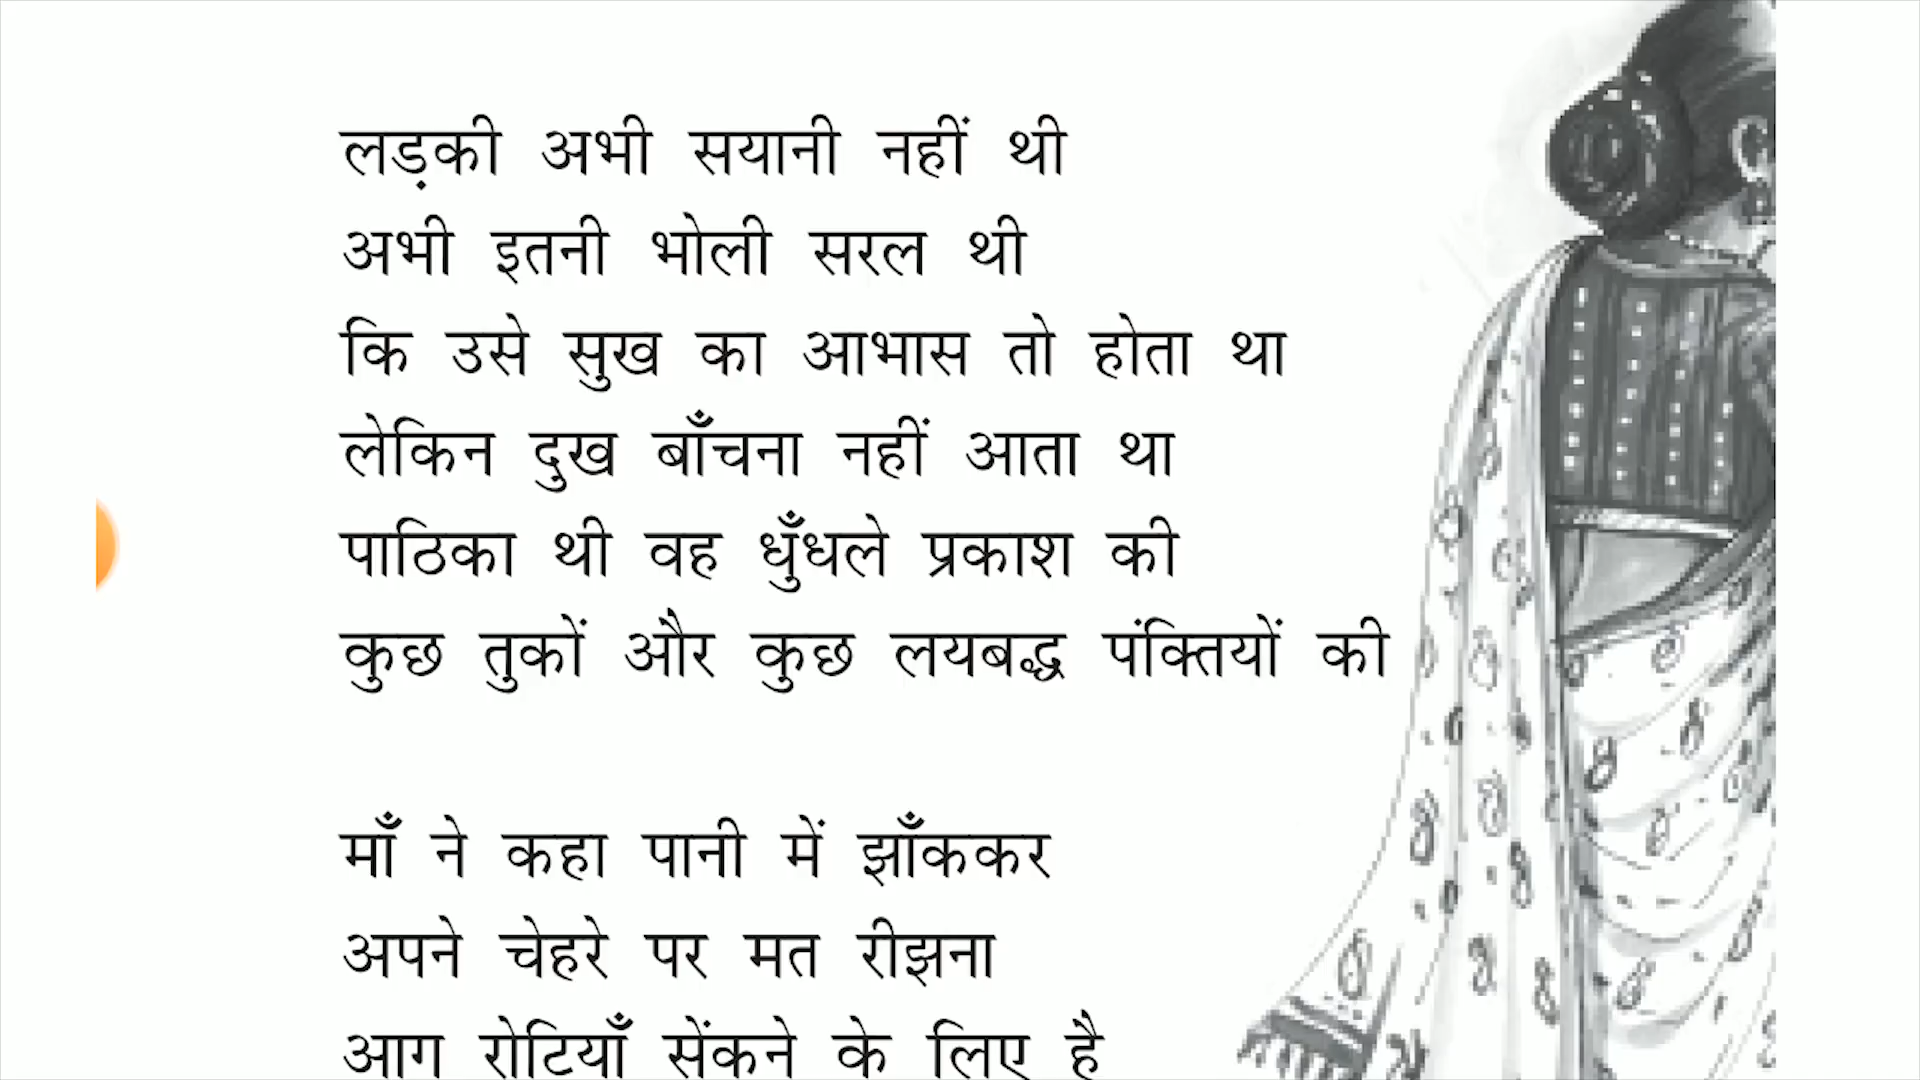 लड़की अभी सयानी नहीं थी
अभी इतनी भोली सरल थी
कि उसे सुख का आभास तो होता था
लेकिन दुख बाँचना नहीं आता था
पाठिका थी वह धुँधले प्रकाश की
कुछ तुकों और कुछ लयबद्ध पंक्तियों की
माँ ने कहा पानी में झाँककर
अपने चेहरे पर मत रीझना
आग रोटियाँ सेंकने के लिए है